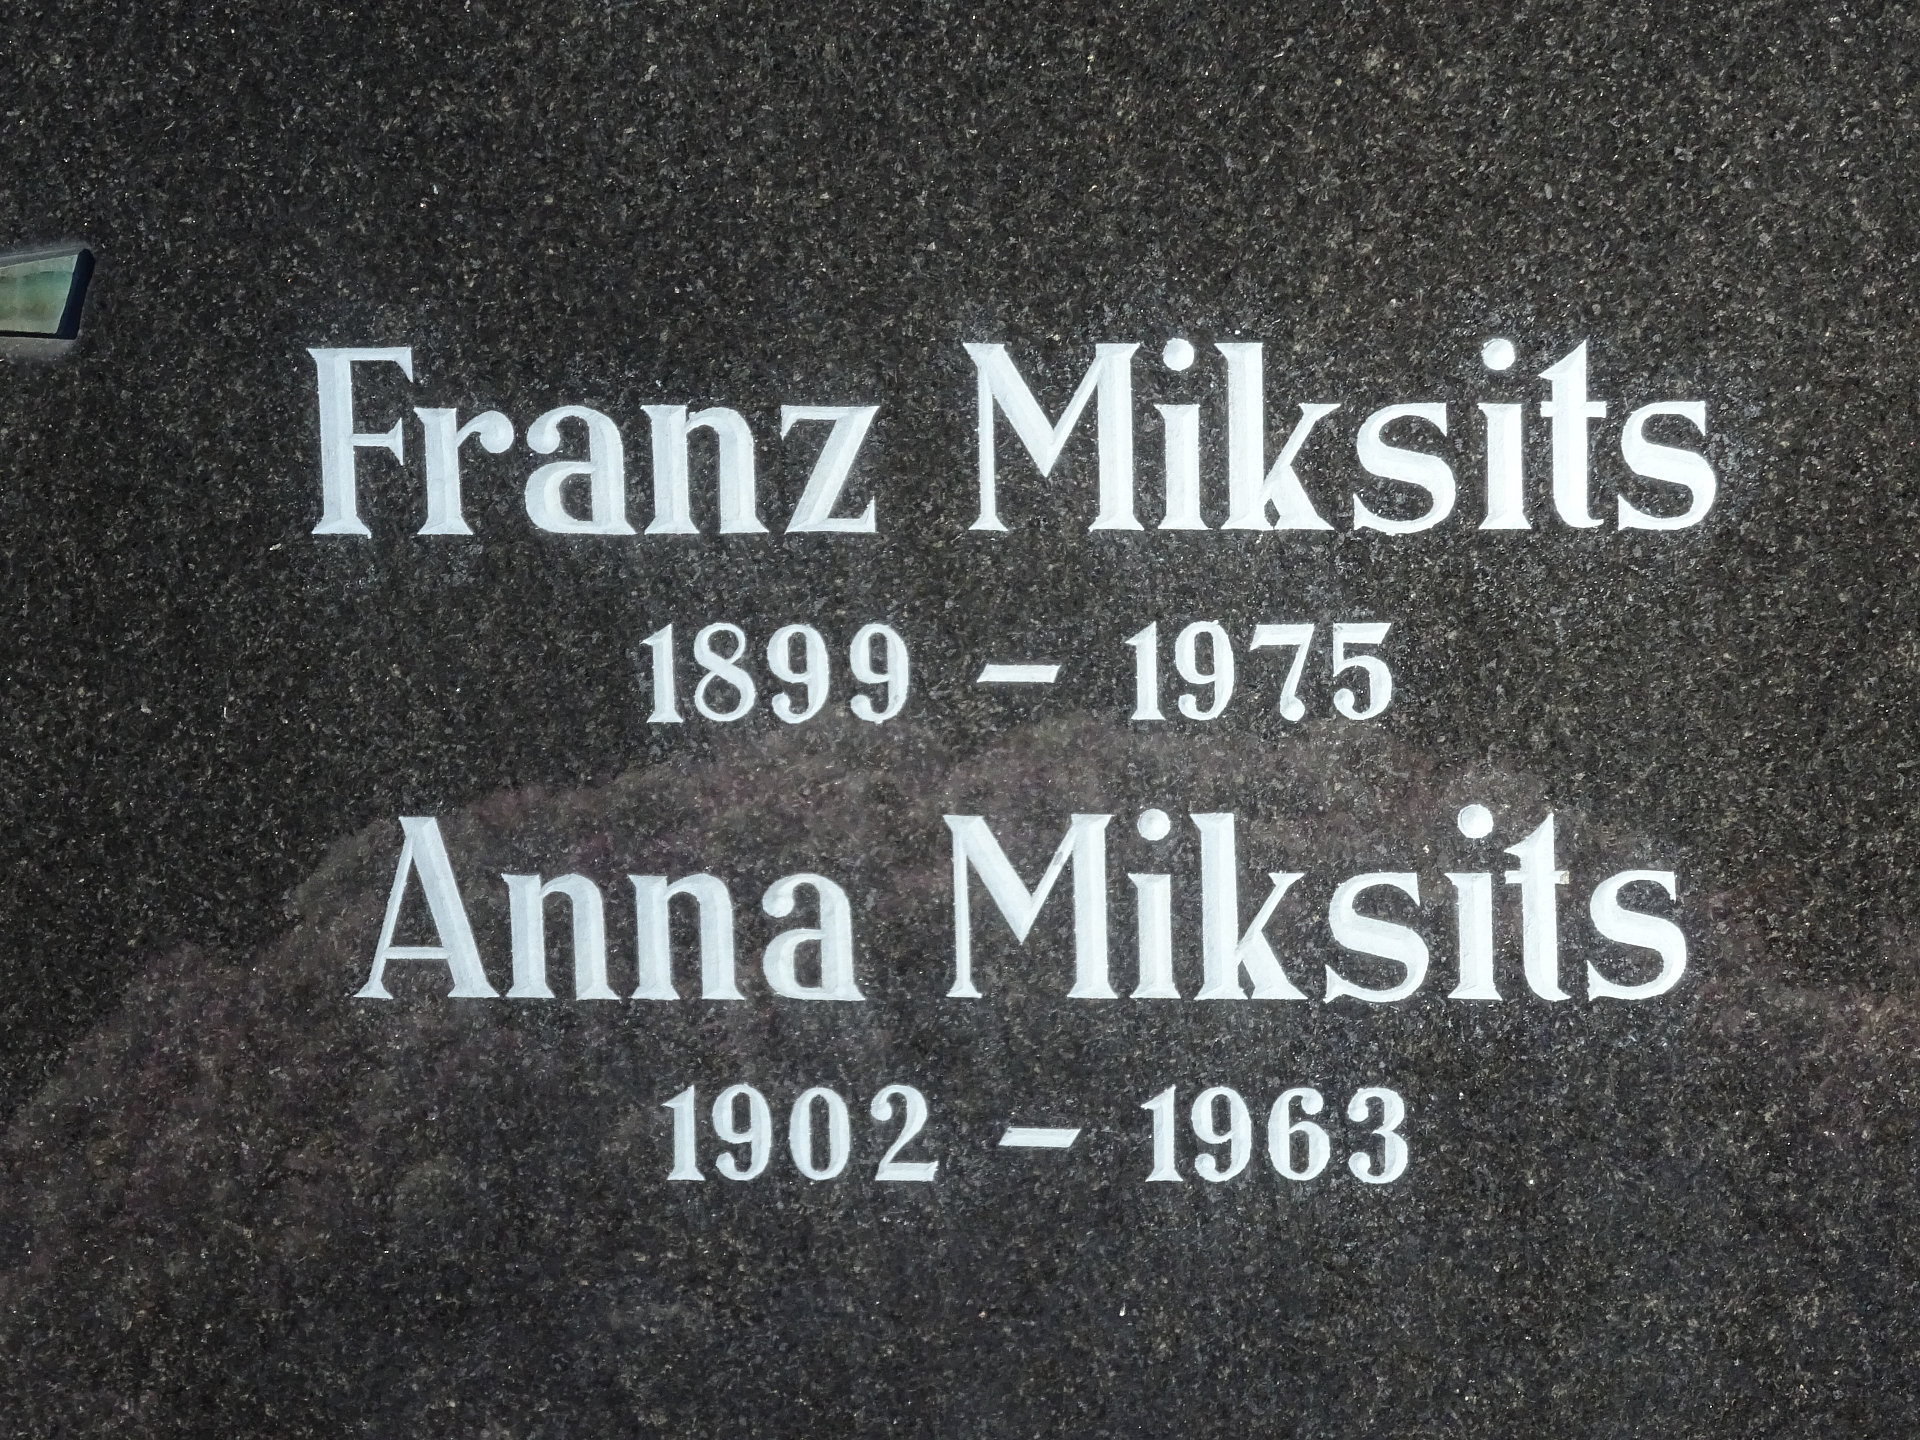 Franz Miksits
1899 – 1975
Anna Miksits
1902 – 1963